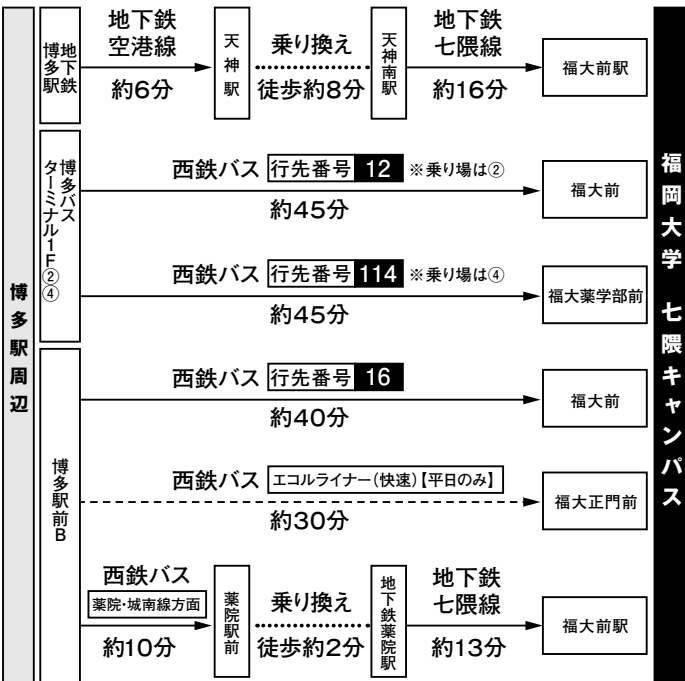 博多駅周辺
地下鉄
博多駅
地下鉄
空港線
約6分
天神駅
乗り換え
徒歩約8分
天神南駅
地下鉄
七隈線
約16分
福大前駅
博多バス
ターミナル1F②④
西鉄バス 行先番号 12 ※乗り場は②
約45分
福大前
西鉄バス 行先番号 114 ※乗り場は④
約45分
福大薬学部前
博多駅前B
西鉄バス 行先番号 16
約40分
福大前
西鉄バス エコルライナー(快速)【平日のみ】
約30分
福大正門前
西鉄バス
薬院・城南線方面
約10分
薬院駅前
乗り換え
徒歩約2分
地下鉄薬院駅
地下鉄
七隈線
約13分
福大前駅
福岡大学 七隈キャンパス